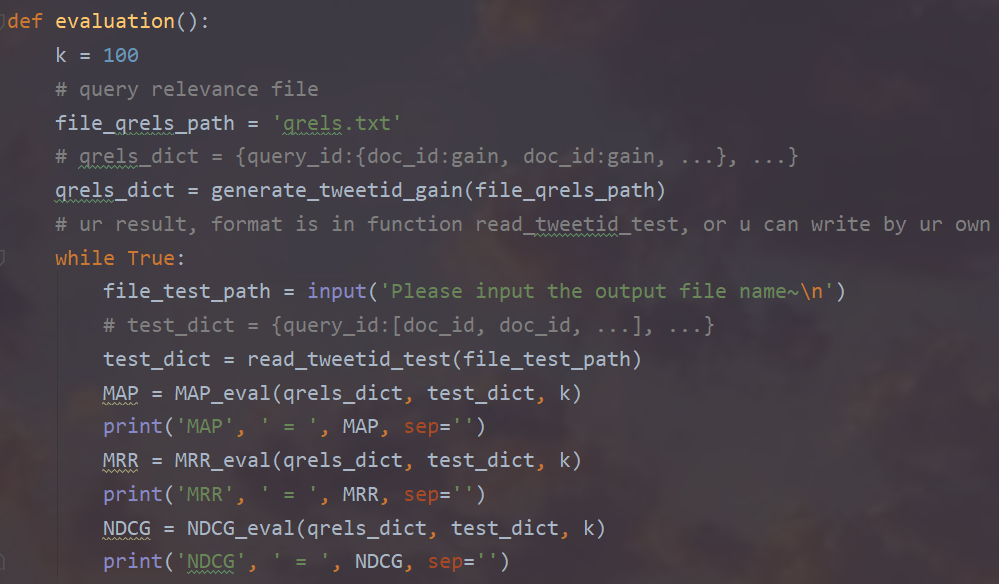 def evaluation():
    k = 100
    # query relevance file
    file_qrels_path = 'qrels.txt'
    # qrels_dict = {query_id:{doc_id:gain, doc_id:gain, ...}, ...}
    qrels_dict = generate_tweetid_gain(file_qrels_path)
    # ur result, format is in function read_tweetid_test, or u can write by ur own
    while True:
        file_test_path = input('Please input the output file name~\n')
        # test_dict = {query_id:[doc_id, doc_id, ...], ...}
        test_dict = read_tweetid_test(file_test_path)
        MAP = MAP_eval(qrels_dict, test_dict, k)
        print('MAP', ' = ', MAP, sep='')
        MRR = MRR_eval(qrels_dict, test_dict, k)
        print('MRR', ' = ', MRR, sep='')
        NDCG = NDCG_eval(qrels_dict, test_dict, k)
        print('NDCG', ' = ', NDCG, sep='')